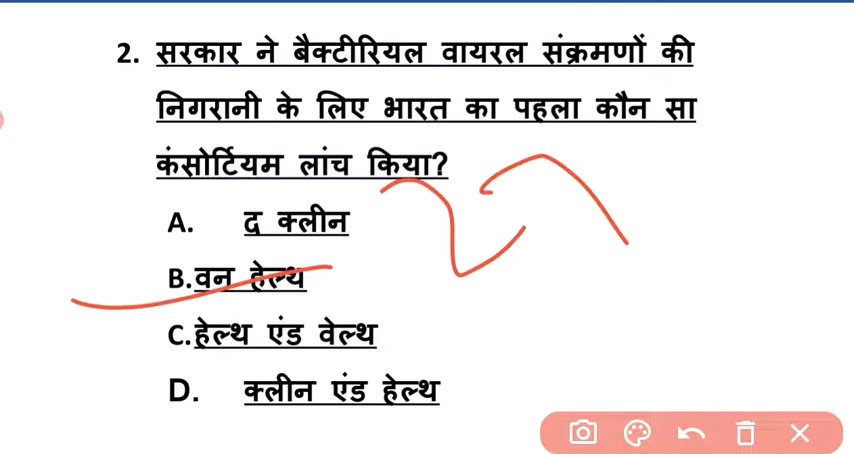 2. सरकार ने बैक्टीरियल वायरल संक्रमणों की
निगरानी के लिए भारत का पहला कौन सा
कंसोर्टियम लांच किया?
A. द क्लीन
B.वन हेल्थ
C.हेल्थ एंड वेल्थ
D. क्लीन एंड हेल्थ